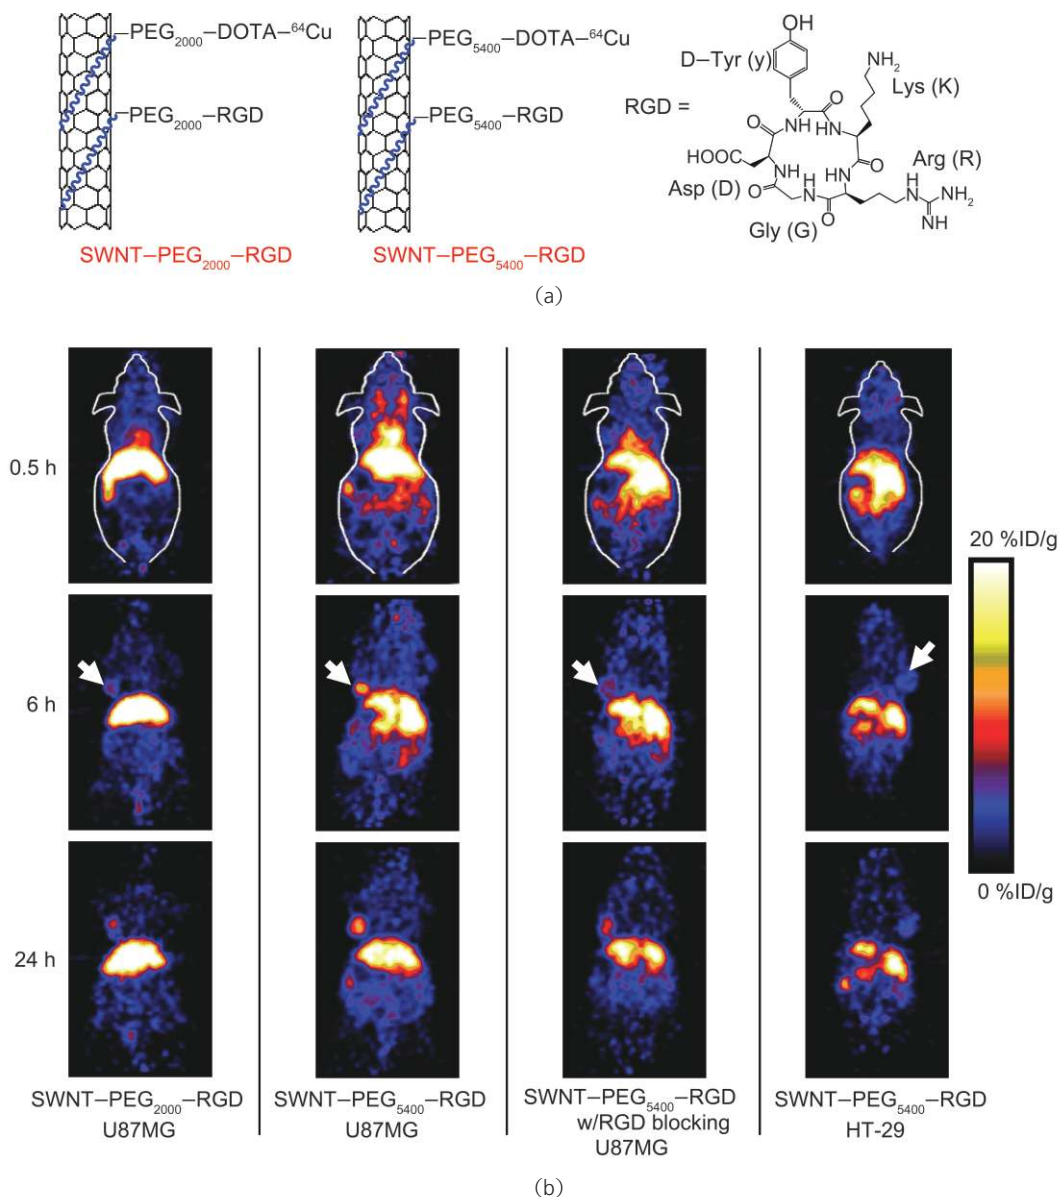 PEG2000–DOTA–64Cu
PEG2000–RGD
SWNT–PEG2000–RGD
PEG5400–DOTA–64Cu
PEG5400–RGD
SWNT–PEG5400–RGD
RGD =
OH
D–Tyr (y)
NH2
Lys (K)
O
O
NH
HN
O
HOOC
NH
HN
O
Asp (D)
O
H
N
O
Arg (R)
H
N
NH2
NH
Gly (G)
(a)
0.5 h
6 h
24 h
20 %ID/g
0 %ID/g
SWNT–PEG2000–RGD
U87MG
SWNT–PEG5400–RGD
U87MG
SWNT–PEG5400–RGD
w/RGD blocking
U87MG
SWNT–PEG5400–RGD
HT-29
(b)